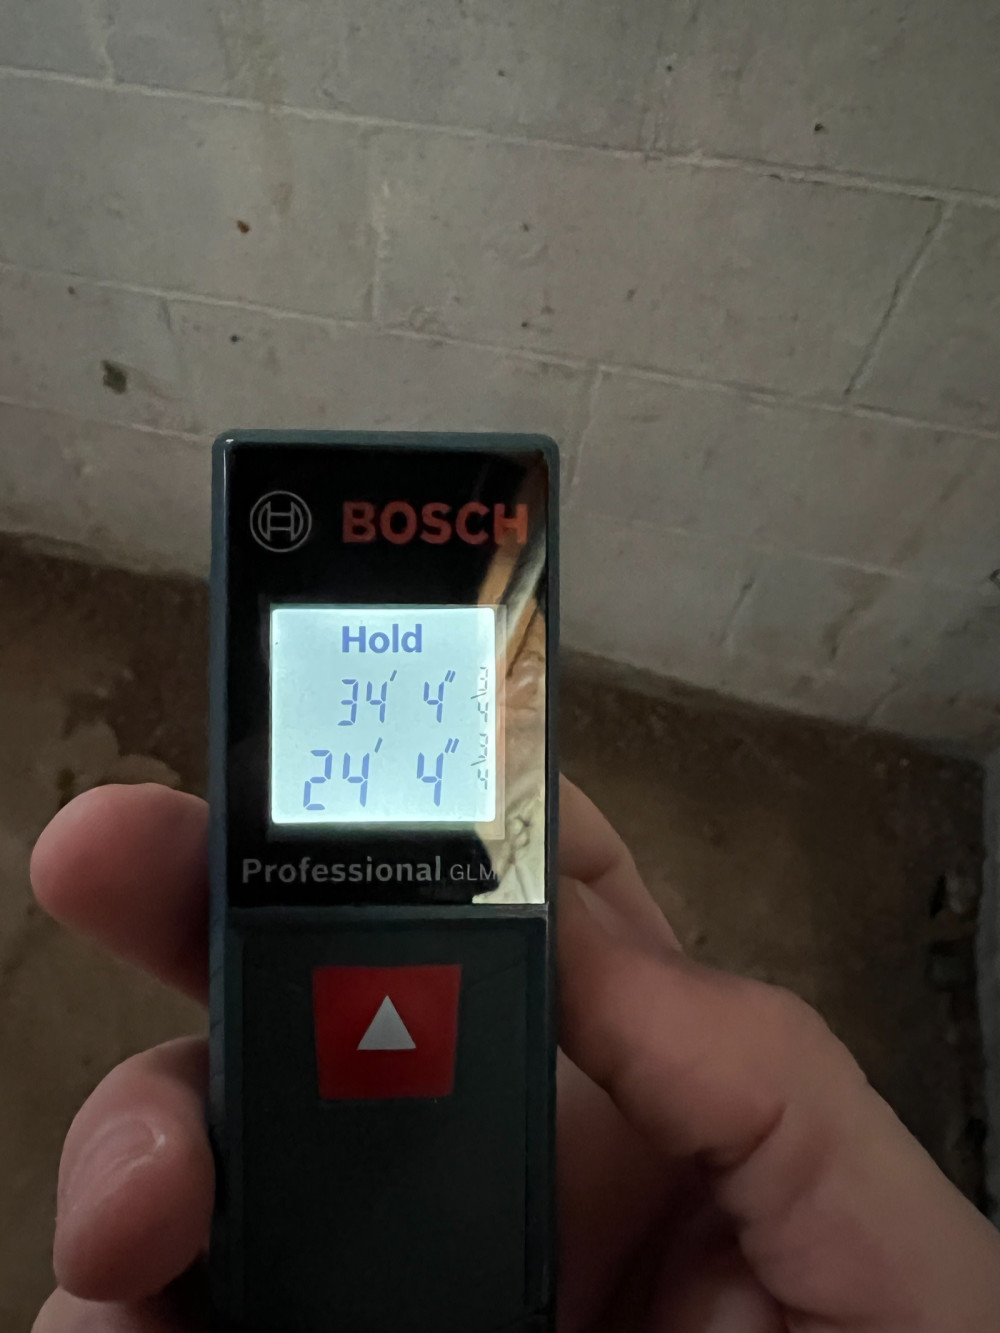 BOSCH
Hold
34' 4"
24' 4"
Professional GLM